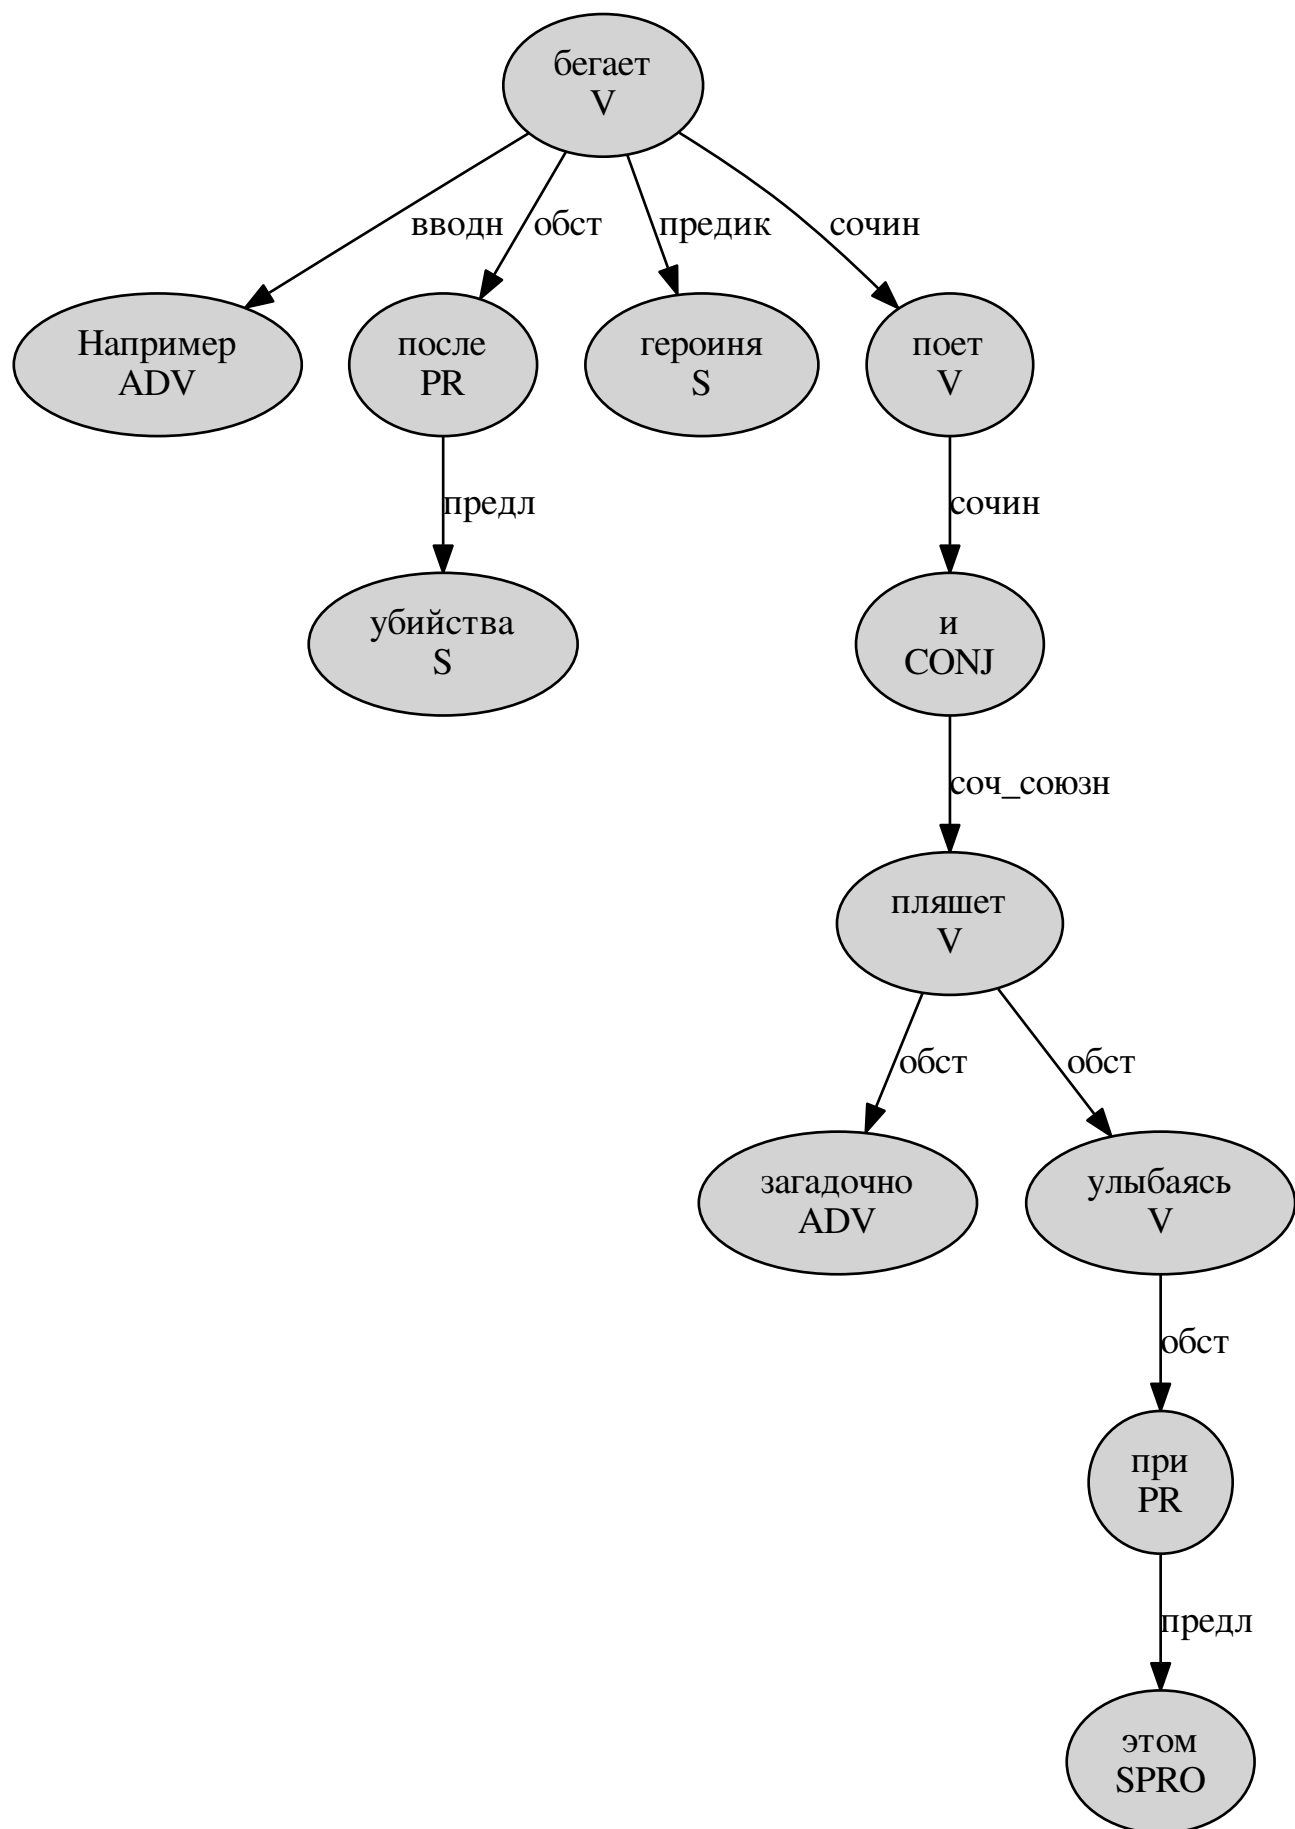 бегает
V
вводн
обст
предик
сочин
Например
ADV
после
PR
героиня
S
поет
V
предл
сочин
убийства
S
и
CONJ
соч_союзн
пляшет
V
обст
обст
загадочно
ADV
улыбаясь
V
обст
при
PR
предл
этом
SPRO